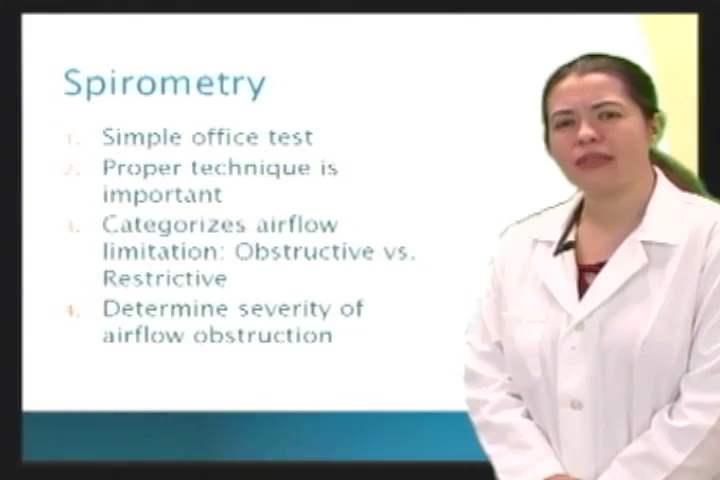 Spirometry
1. Simple office test
2. Proper technique is
important
3. Categorizes airflow
limitation: Obstructive vs.
Restrictive
4. Determine severity of
airflow obstruction